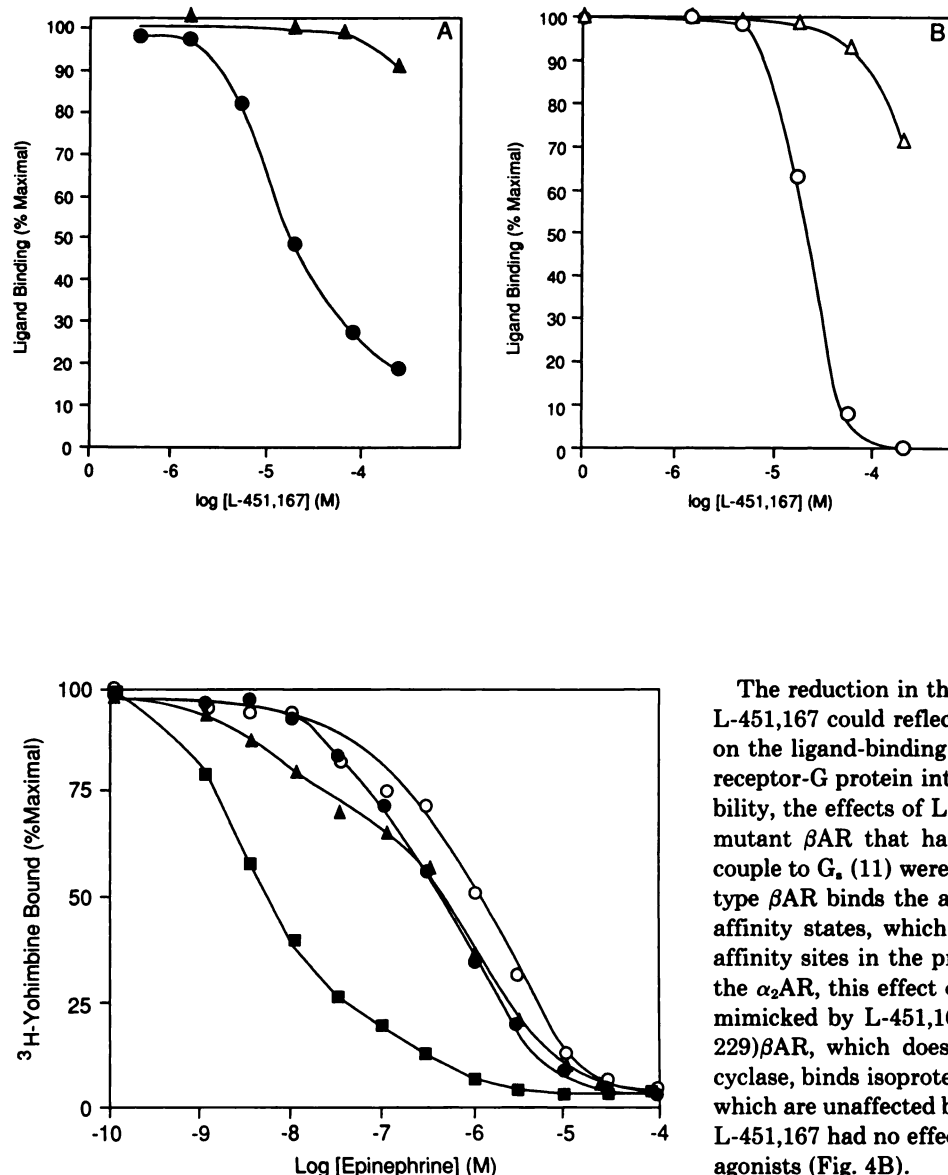 A
100
90
80
70
60
50
40
30
20
10
0
0
-6
-5
-4
Ligand Binding (% Maximal)
log [L-451,167] (M)
B
100
90
80
70
60
50
40
30
20
10
0
0
-6
-5
-4
Ligand Binding (% Maximal)
log [L-451,167] (M)
100
75
50
25
0
-10
-9
-8
-7
-6
-5
-4
³H-Yohimbine Bound (%Maximal)
Log [Epinephrine] (M)
The reduction in th
L-451,167 could reflec
on the ligand-binding
receptor-G protein int
bility, the effects of L
mutant βAR that ha
couple to Gs (11) were
type βAR binds the a
affinity states, which
affinity sites in the pr
the α₂AR, this effect o
mimicked by L-451,16
229)βAR, which does
cyclase, binds isoprote
which are unaffected b
L-451,167 had no effec
agonists (Fig. 4B).